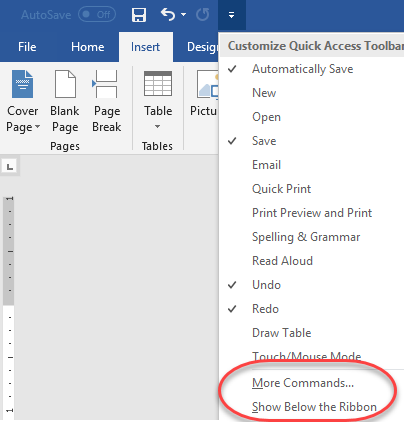 AutoSave Off
File Home Insert Design
Customize Quick Access Toolbar
Automatically Save
New
Open
Save
Email
Quick Print
Print Preview and Print
Spelling & Grammar
Read Aloud
Undo
Redo
Draw Table
Touch/Mouse Mode
More Commands...
Show Below the Ribbon
Cover Page
Blank Page
Page Break
Table
Pictu
Pages
Tables
1
1